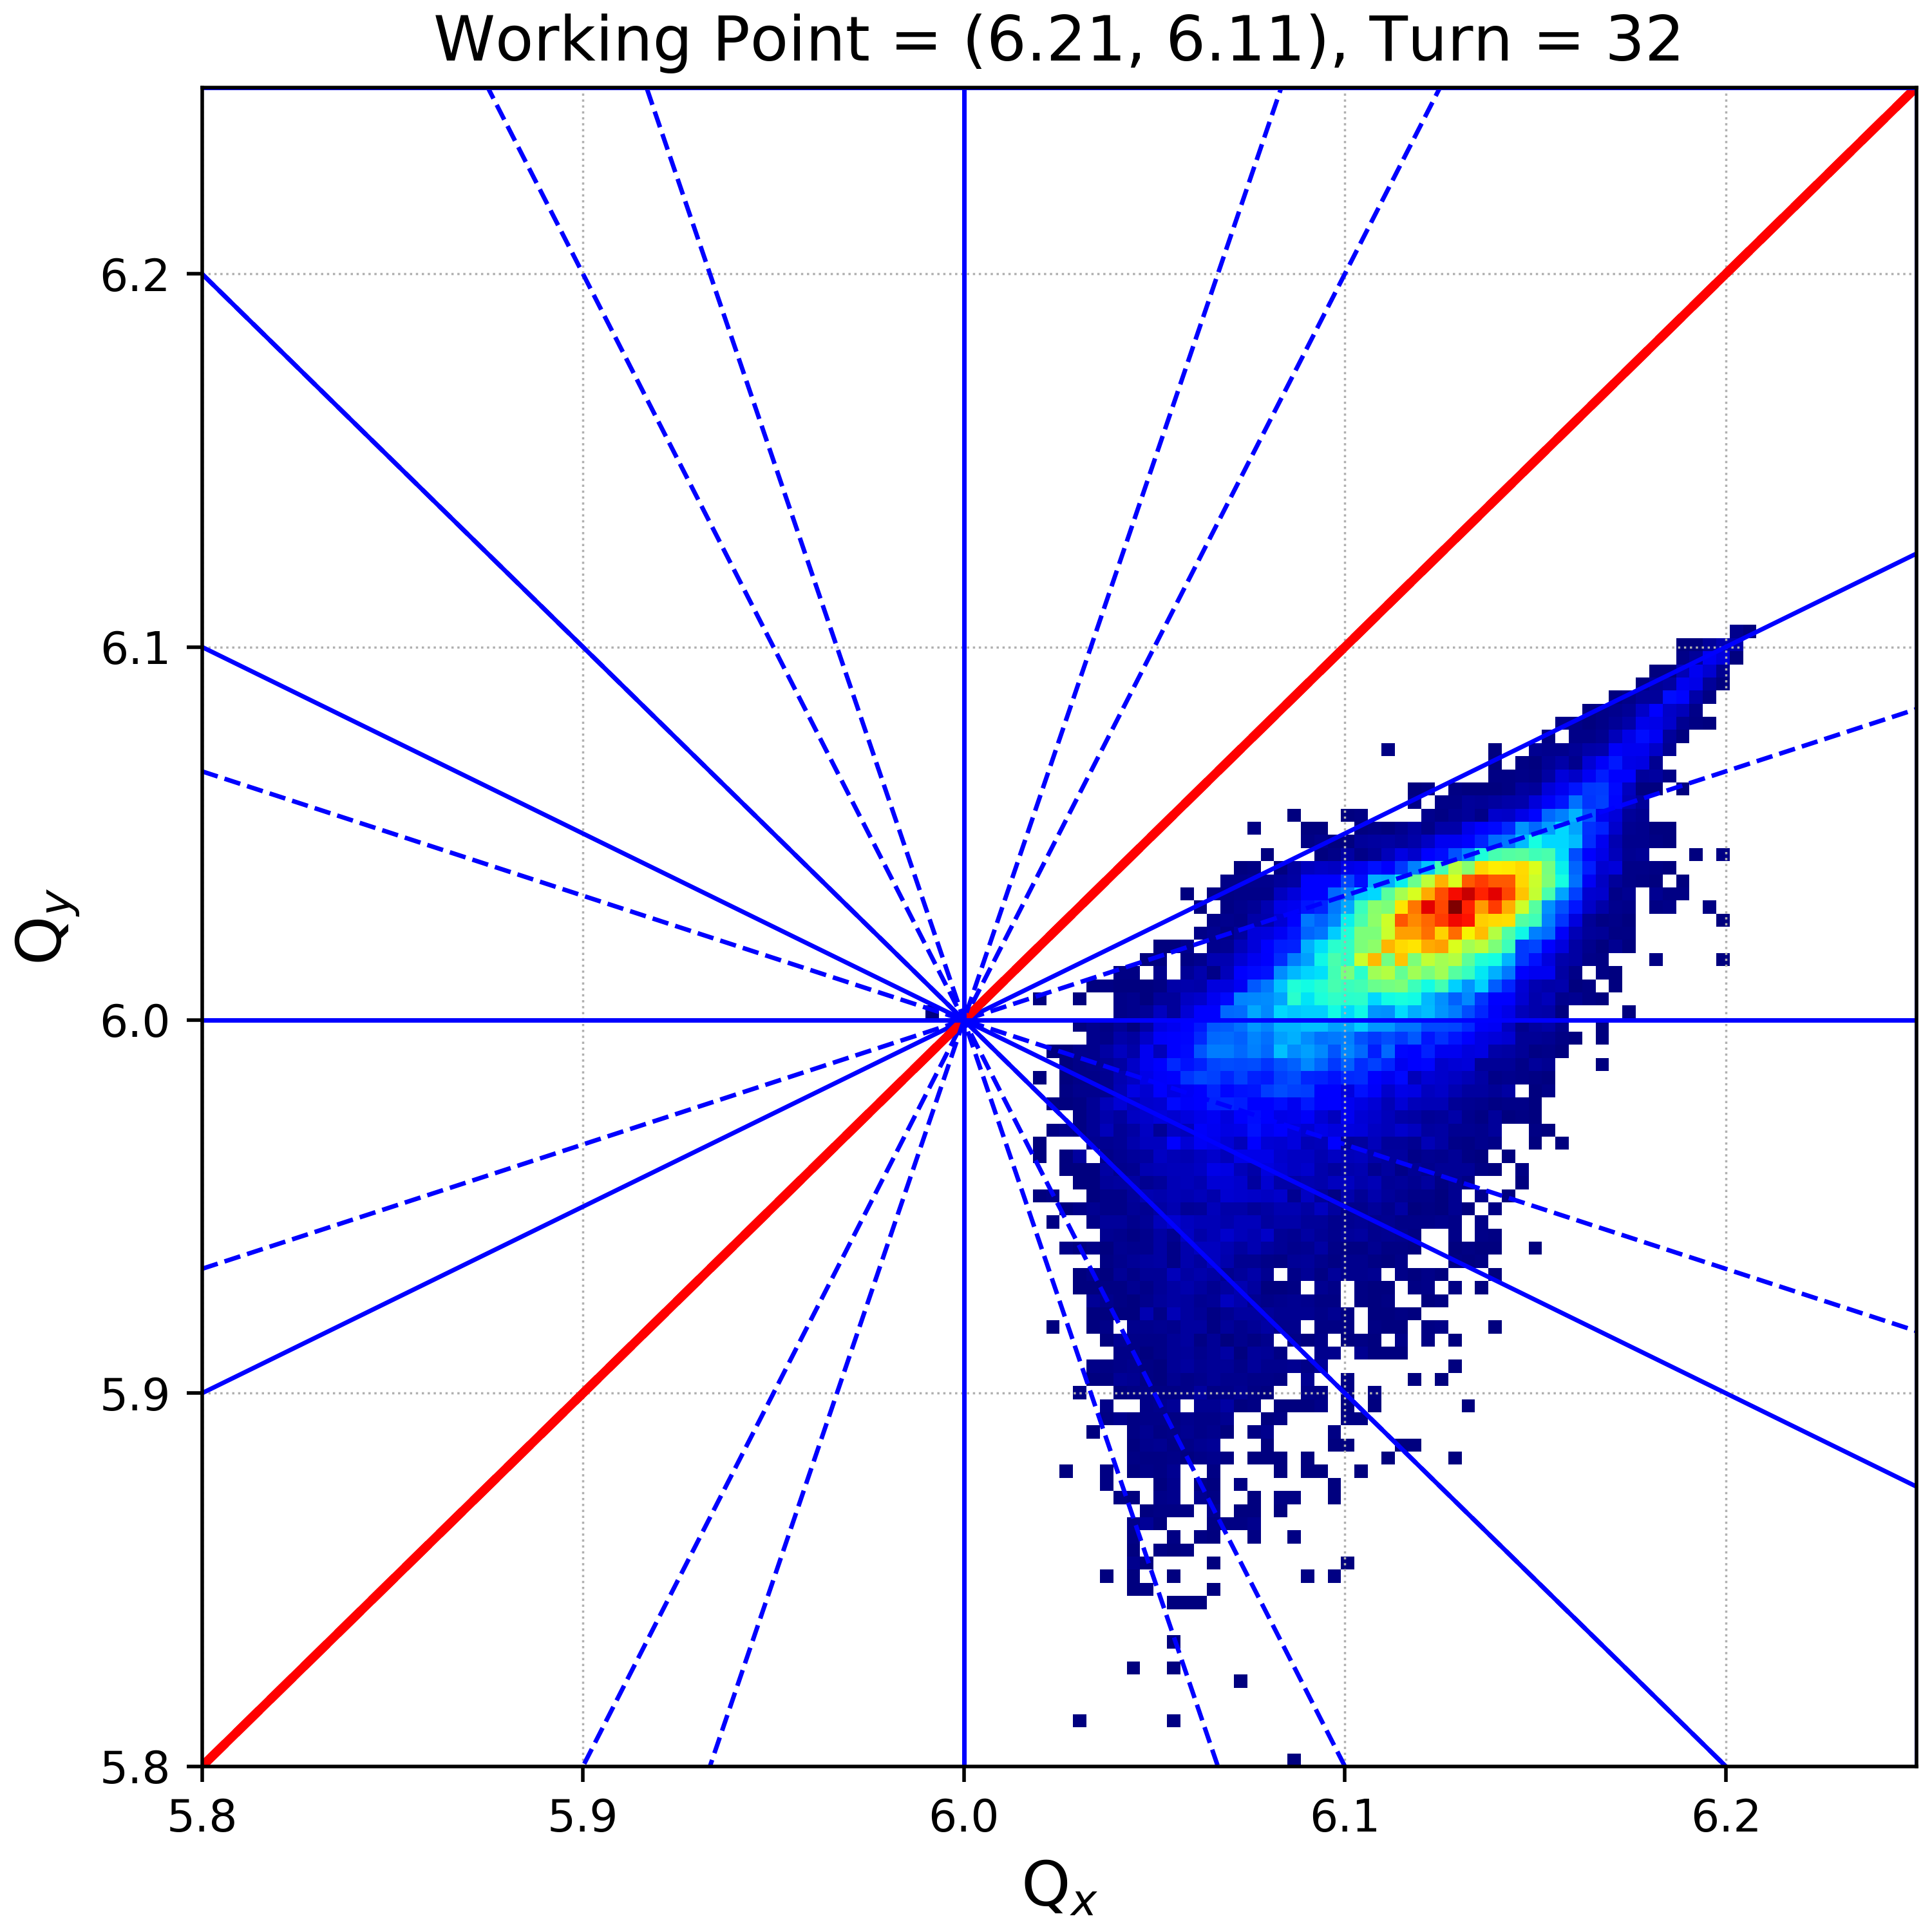 Working Point = (6.21, 6.11), Turn = 32
6.2
6.1
6.0
5.9
5.8
Qy
5.8 5.9 6.0 6.1 6.2
Qx